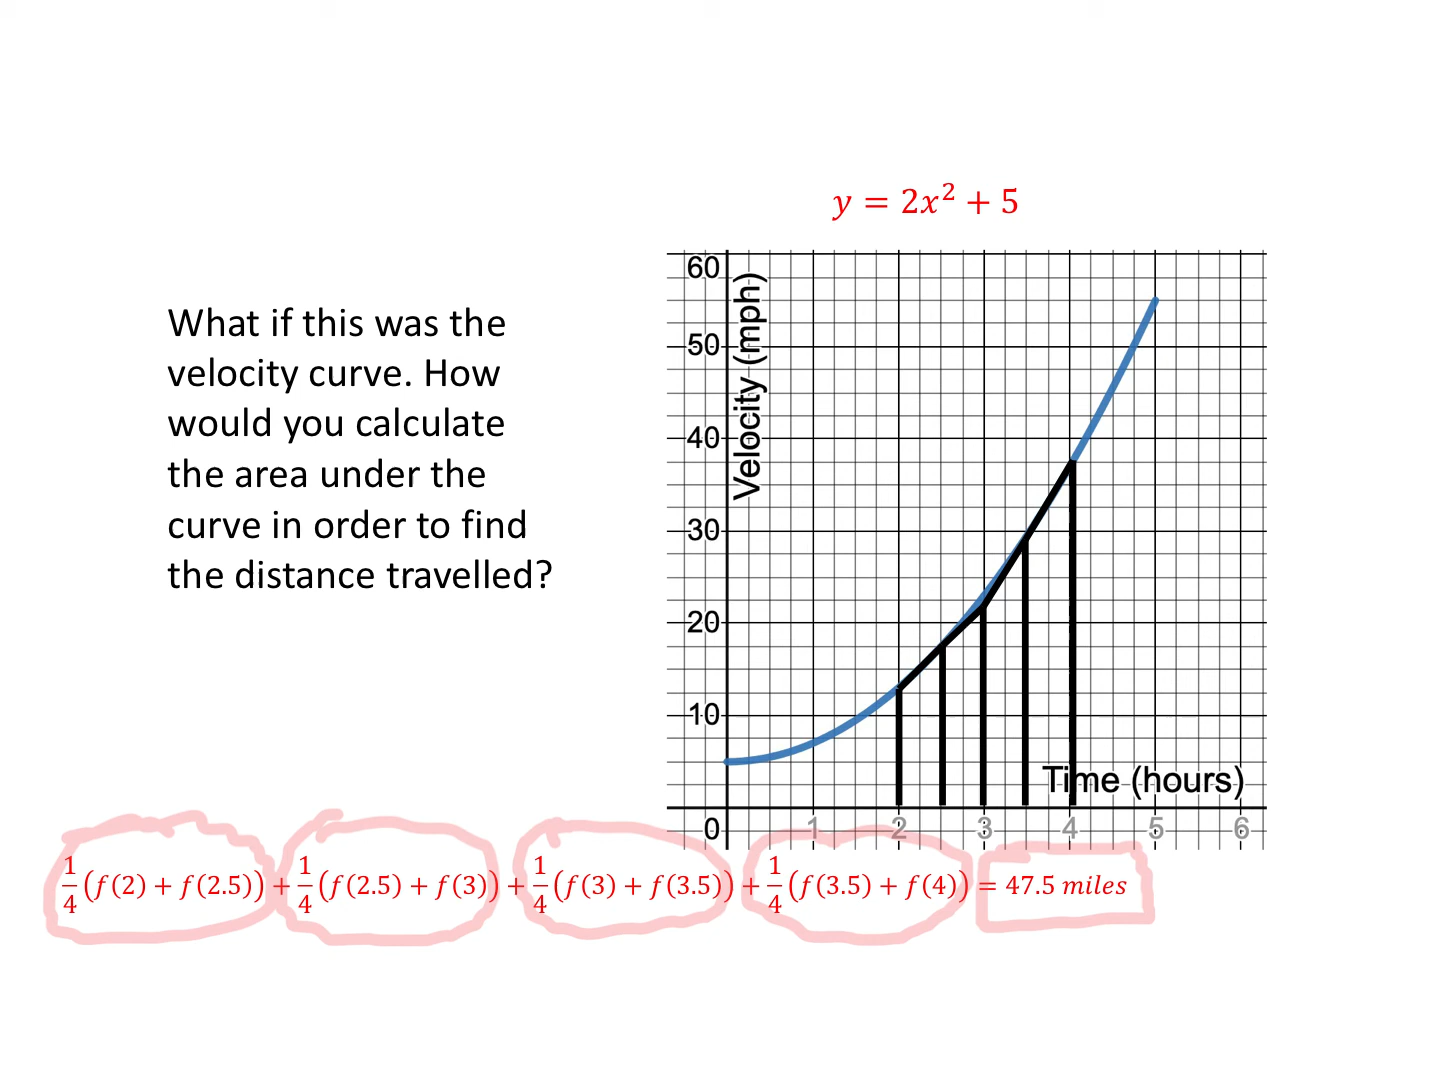 y = 2x² + 5
What if this was the
velocity curve. How
would you calculate
the area under the
curve in order to find
the distance travelled?
60
50
40
30
20
10
0
Velocity (mph)
Time (hours)
1 2 3 4 5 6
1/4 (f(2) + f(2.5)) + 1/4 (f(2.5) + f(3)) + 1/4 (f(3) + f(3.5)) + 1/4 (f(3.5) + f(4)) = 47.5 miles